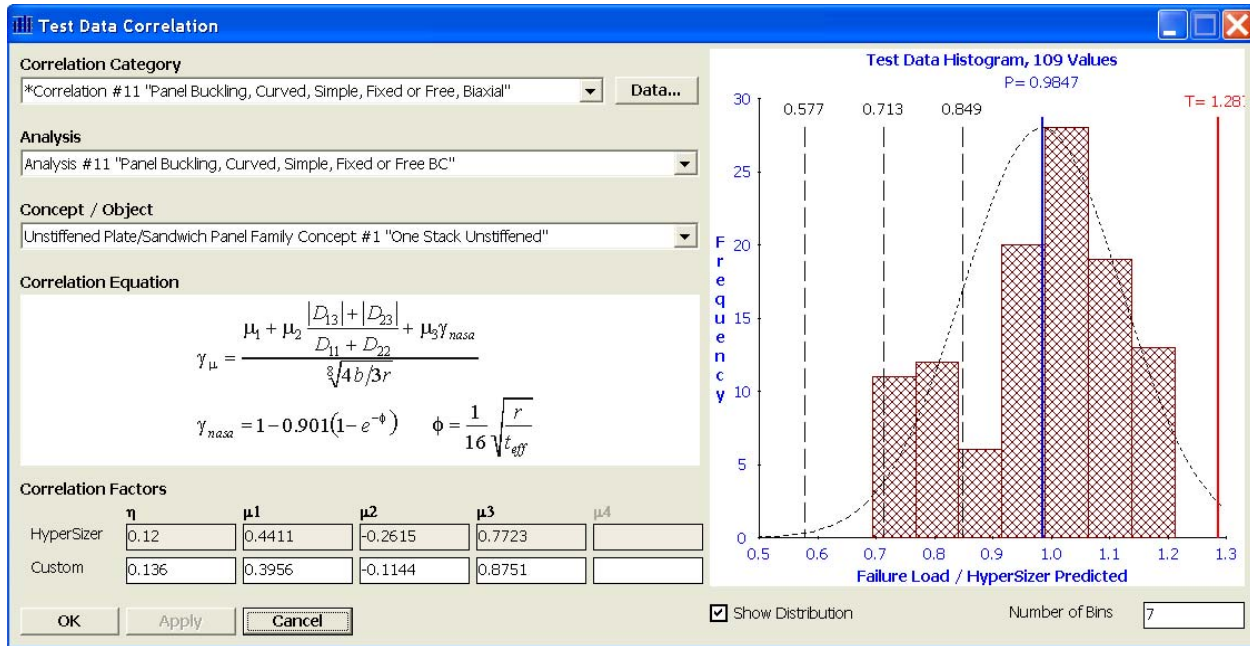 Test Data Correlation
Correlation Category
*Correlation #11 "Panel Buckling, Curved, Simple, Fixed or Free, Biaxial"
Data...
Analysis
Analysis #11 "Panel Buckling, Curved, Simple, Fixed or Free BC"
Concept / Object
Unstiffened Plate/Sandwich Panel Family Concept #1 "One Stack Unstiffened"
Correlation Equation
γμ = (μ1 + μ2 (|D13| + |D23|)/(D11 + D22) + μ3γnasa) / ⁸√(4b/3r)
γnasa = 1 − 0.901(1 − e^−φ) φ = 1/16 √(r/teff)
Correlation Factors
η μ1 μ2 μ3 μ4
HyperSizer 0.12 0.4411 -0.2615 0.7723
Custom 0.136 0.3956 -0.1144 0.8751
OK Apply Cancel
Test Data Histogram, 109 Values
P= 0.9847
T= 1.287
0.577 0.713 0.849
30
25
20
15
10
5
0
Frequency
0.5 0.6 0.7 0.8 0.9 1.0 1.1 1.2 1.3
Failure Load / HyperSizer Predicted
Show Distribution
Number of Bins 7